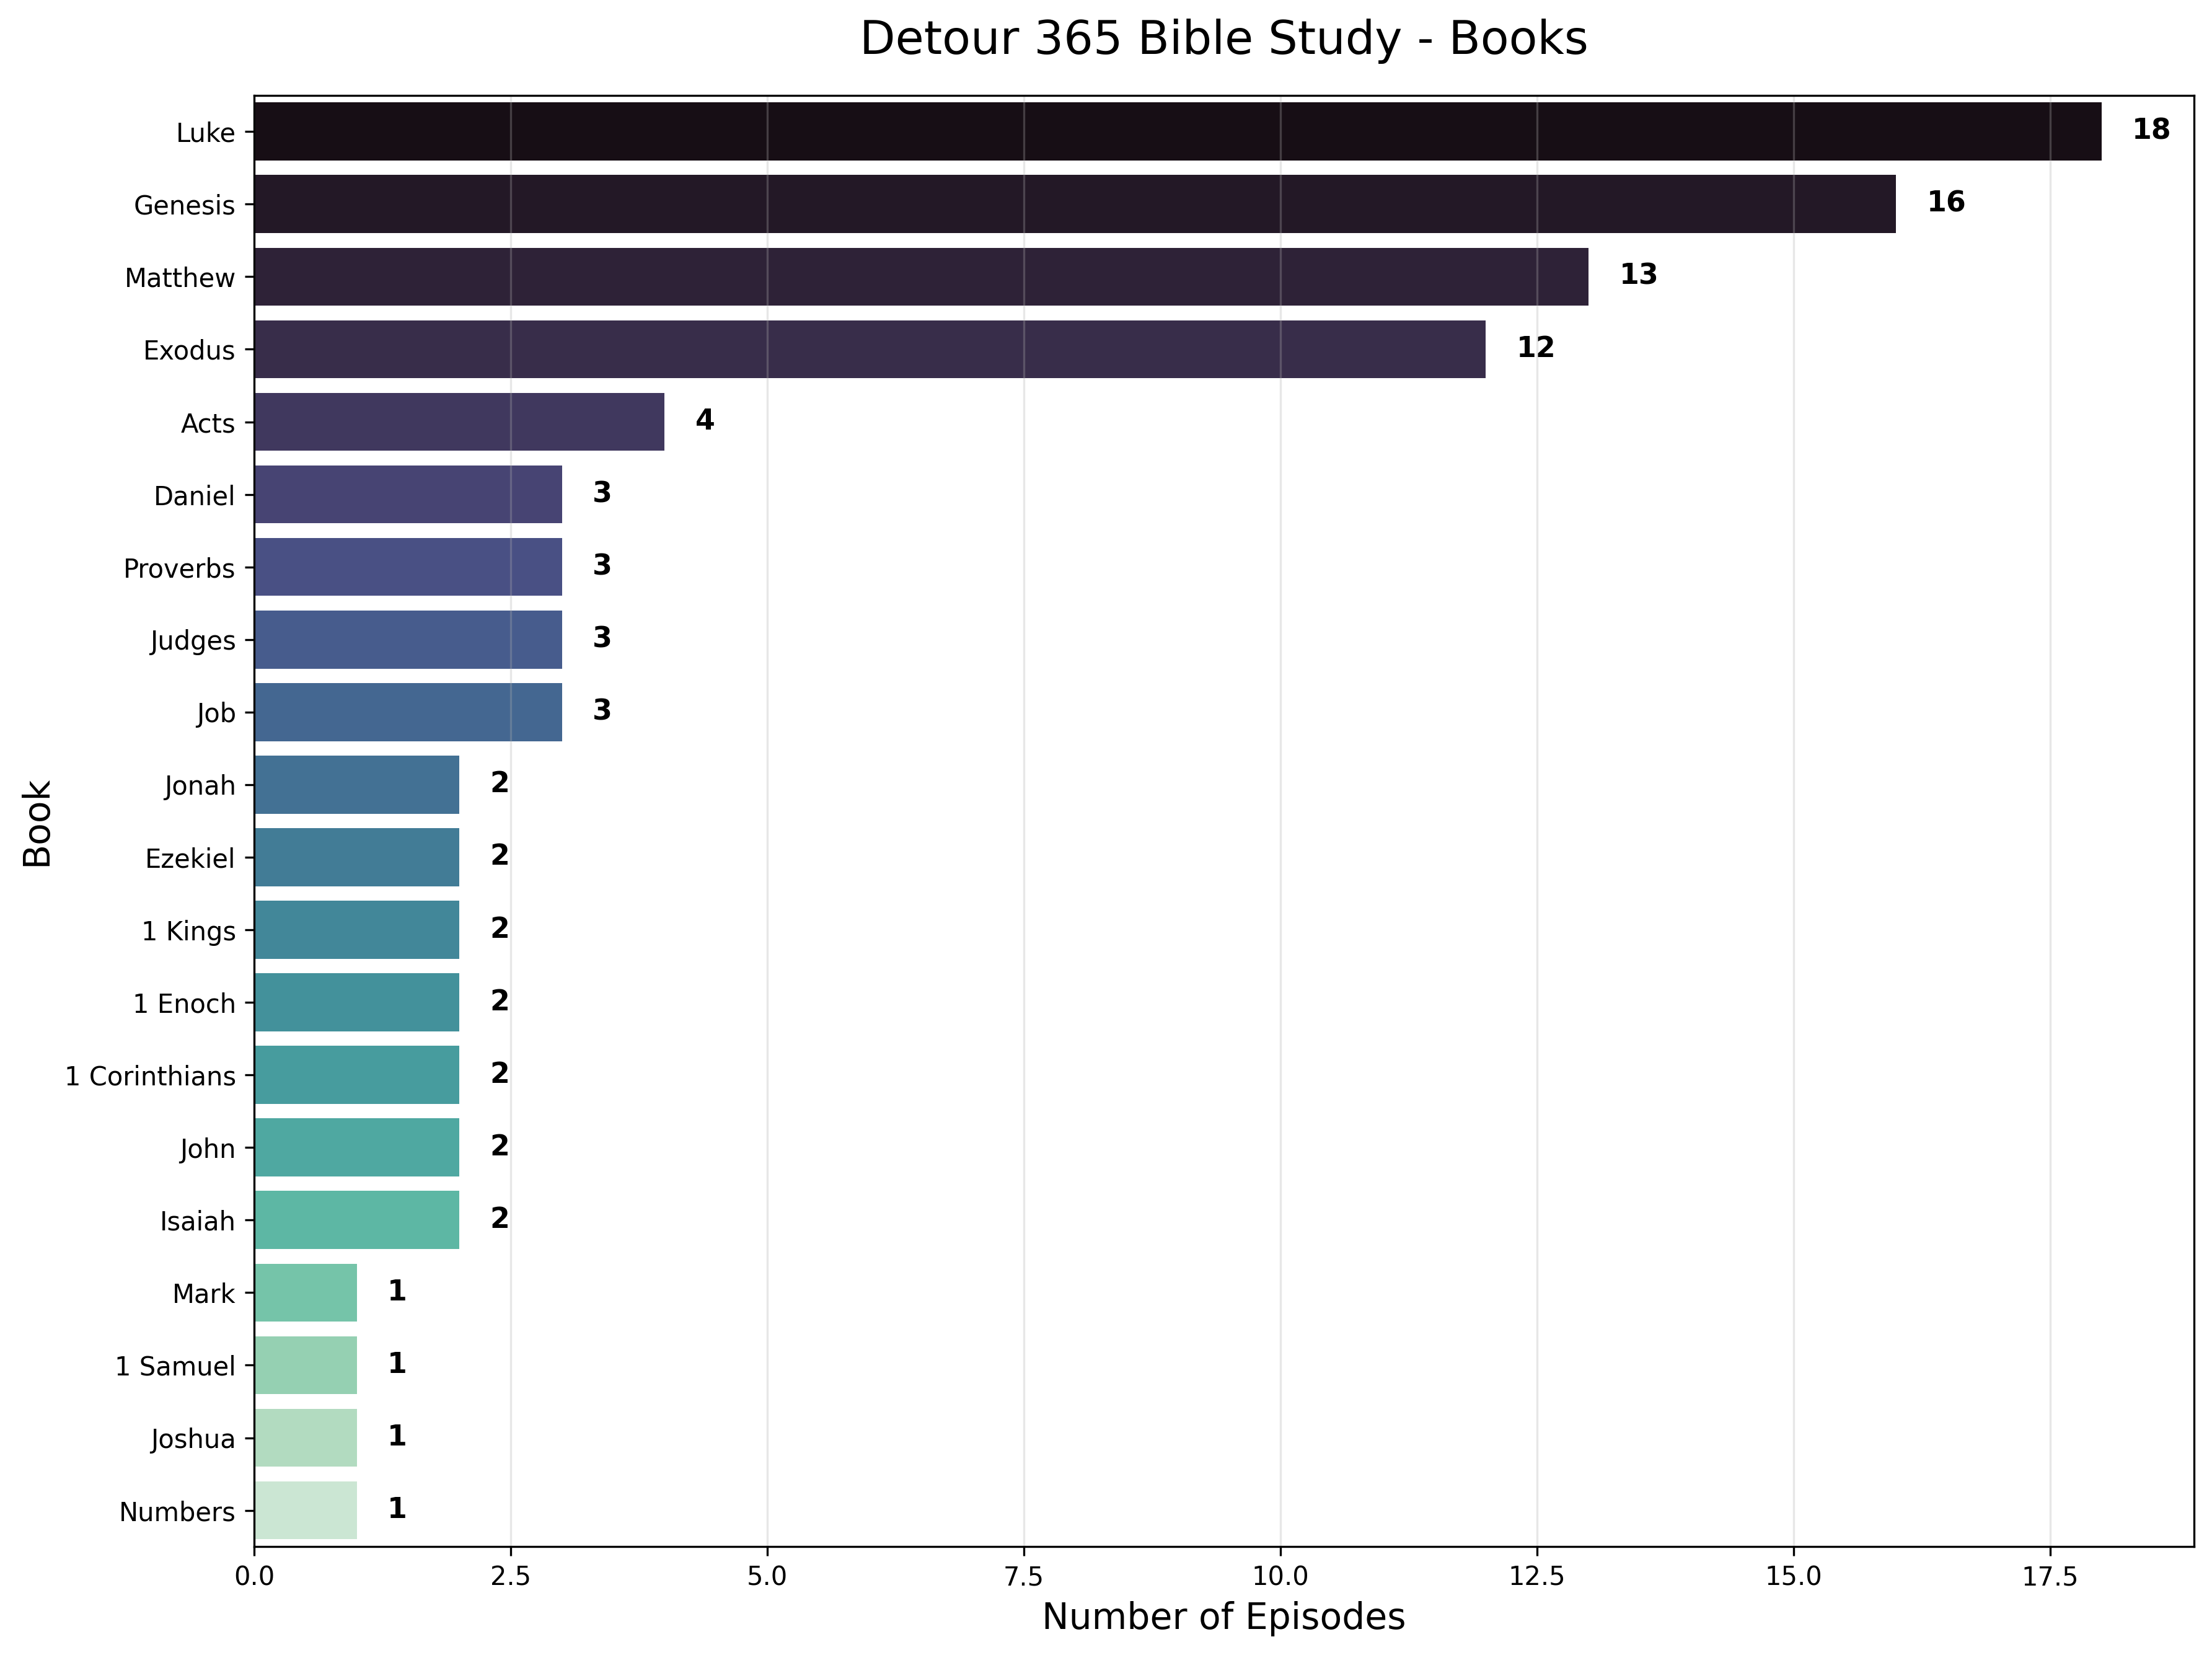 Detour 365 Bible Study - Books
Luke 18
Genesis 16
Matthew 13
Exodus 12
Acts 4
Daniel 3
Proverbs 3
Judges 3
Job 3
Jonah 2
Ezekiel 2
1 Kings 2
1 Enoch 2
1 Corinthians 2
John 2
Isaiah 2
Mark 1
1 Samuel 1
Joshua 1
Numbers 1
Book
0.0 2.5 5.0 7.5 10.0 12.5 15.0 17.5
Number of Episodes